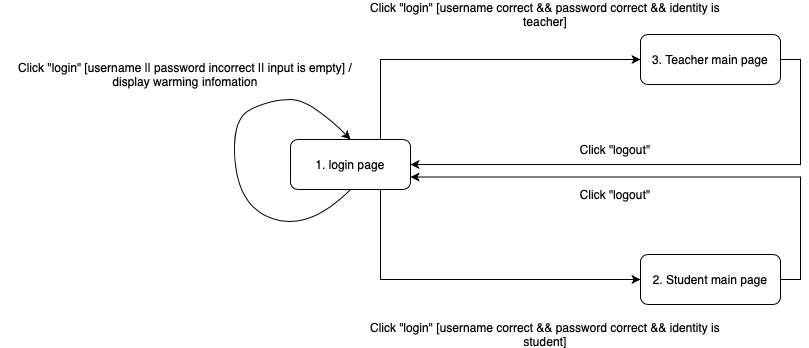 Click "login" [username correct && password correct && identity is
teacher]
Click "login" [username || password incorrect || input is empty] /
display warming infomation
3. Teacher main page
Click "logout"
1. login page
Click "logout"
2. Student main page
Click "login" [username correct && password correct && identity is
student]